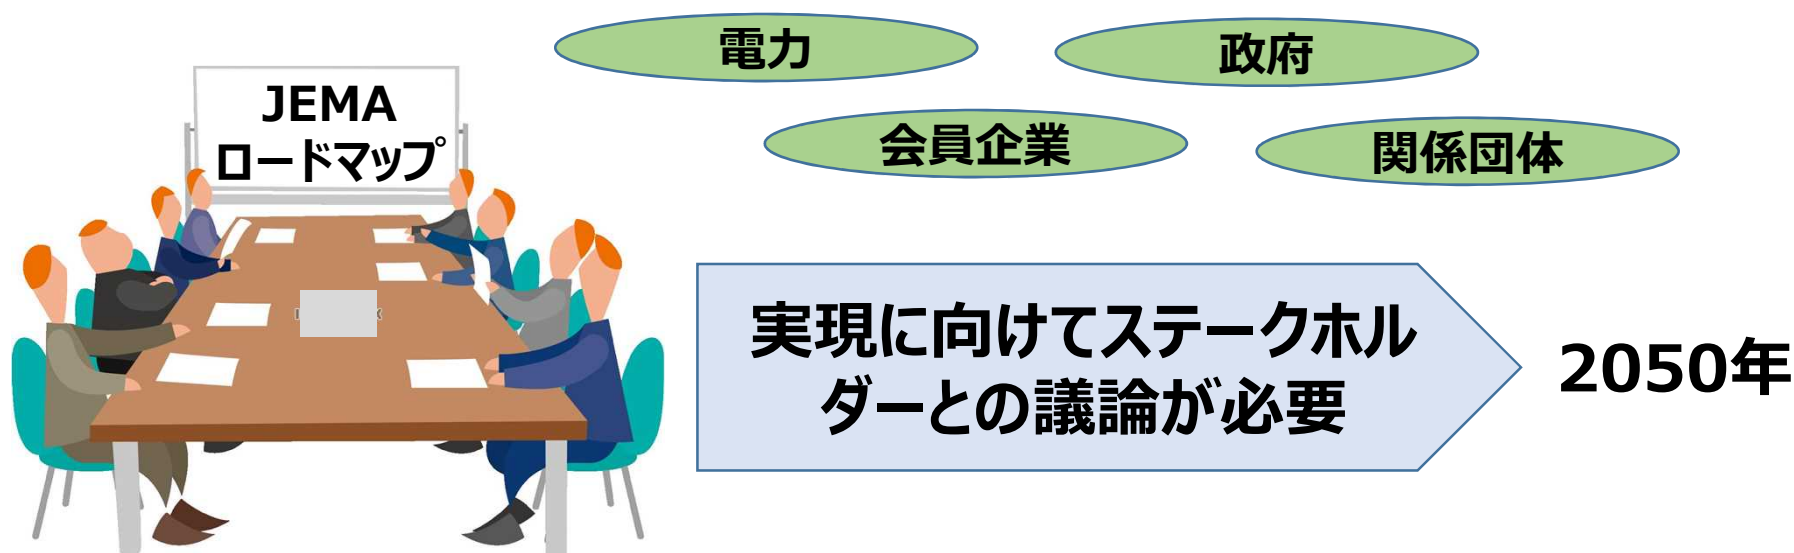 JEMA
ロードマップ
電力
政府
会員企業
関係団体
実現に向けてステークホル
ダーとの議論が必要
2050年